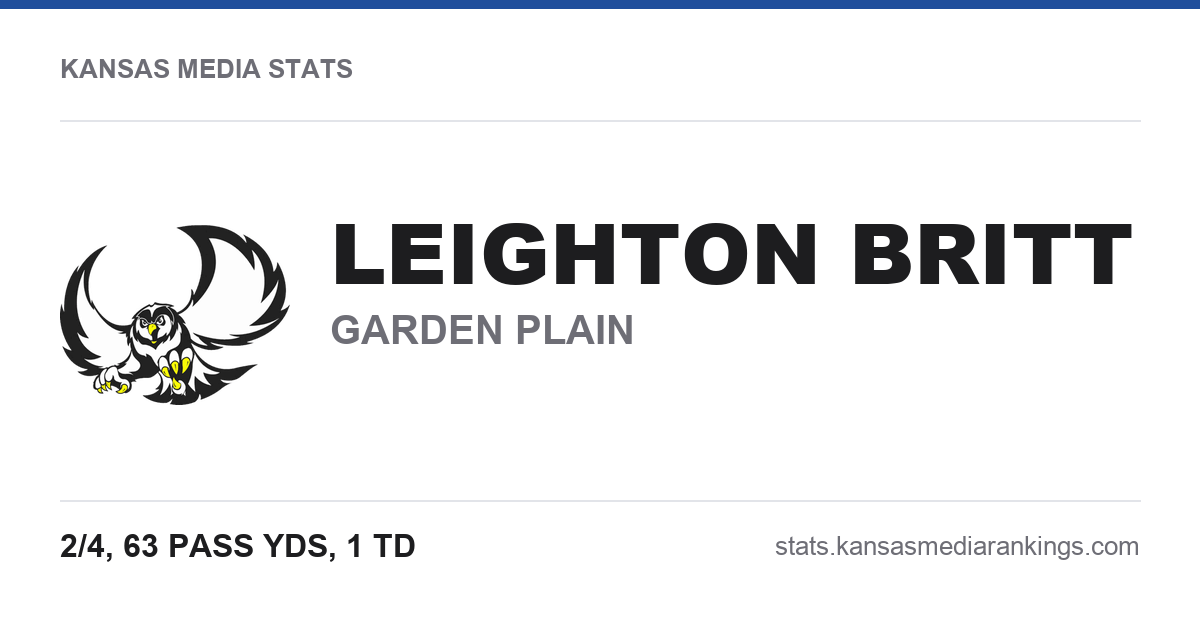 KANSAS MEDIA STATS
LEIGHTON BRITT
GARDEN PLAIN
2/4, 63 PASS YDS, 1 TD
stats.kansasmediarankings.com